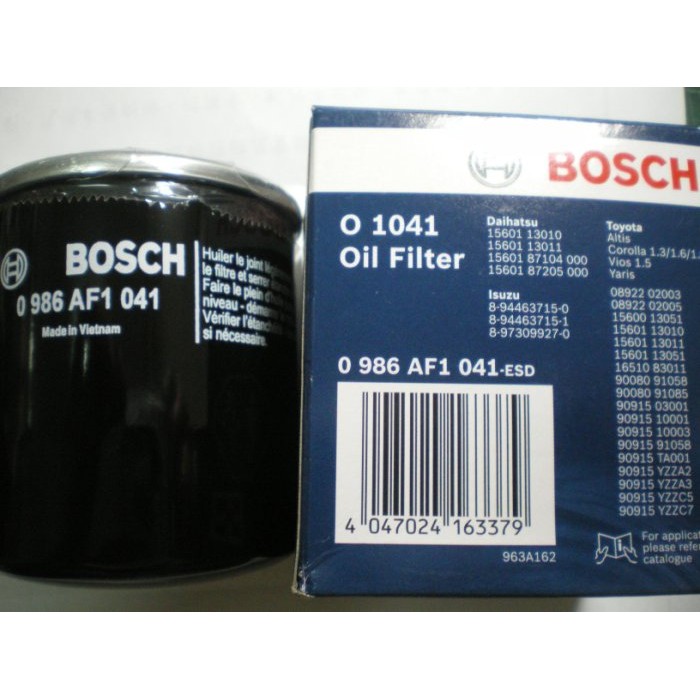 BOSCH
0 986 AF1 041
Made in Vietnam
Huiler le joint
le filtre et serrer
Faire le plein d'
niveau - dém
Vérifier l'étanch
si nécessaire.
BOSCH
O 1041
Oil Filter
Daihatsu
15601 13010
15601 13011
15601 87104 000
15601 87205 000
Isuzu
8-94463715-0
8-94463715-1
8-97309927-0
Toyota
Altis
Corolla 1.3/1.6/1.
Vios 1.5
Yaris
08922 02003
08922 02005
15600 13051
15601 13010
15601 13011
15601 13051
16510 83011
90080 91058
90080 91085
90915 03001
90915 10001
90915 10003
90915 91058
90915 TA001
90915 YZZA2
90915 YZZA3
90915 YZZC5
90915 YZZC7
0 986 AF1 041-ESD
4 047024 163379
963A162
For applicat
please refer
catalogue